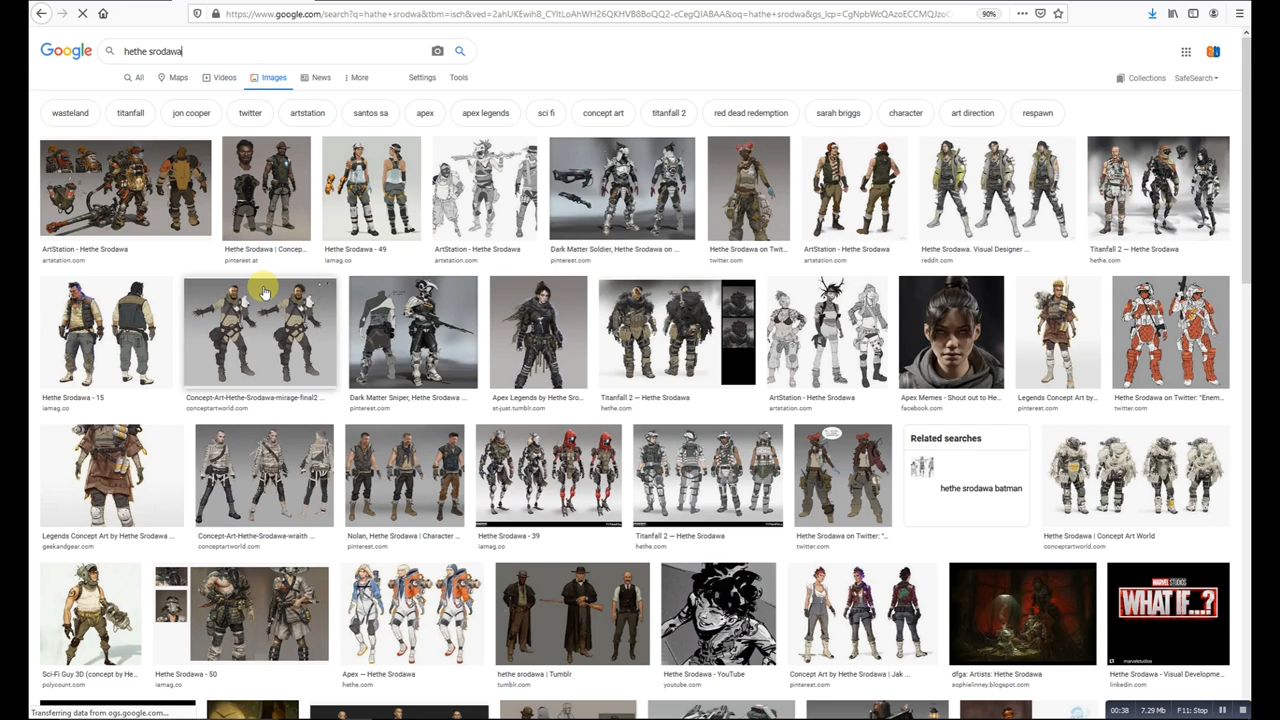 https://www.google.com/search?q=hathe+srodwa&tbm=isch&ved=2ahUKEwih8_CYltLoAhWH26QKHVB8BoQQ2-cCegQIABAA&oq=hathe+srodwa&gs_lcp=CgNpbWcQAzoECCMQJzoCC 90%
Google hethe srodawa
All Maps Videos Images News More Settings Tools Collections SafeSearch
wasteland titanfall jon cooper twitter artstation santos sa apex apex legends sci fi concept art titanfall 2 red dead redemption sarah briggs character art direction respawn
ArtStation - Hethe Srodawa Hethe Srodawa | Concep... Hethe Srodawa - 49 ArtStation - Hethe Srodawa Dark Matter Soldier, Hethe Srodawa on ... Hethe Srodawa on Twit... ArtStation - Hethe Srodawa Hethe Srodawa. Visual Designer ... Titanfall 2 — Hethe Srodawa
artstation.com pinterest.at iamag.co artstation.com pinterest.com twitter.com artstation.com reddit.com hethe.com
Hethe Srodawa - 15 Concept-Art-Hethe-Srodawa-mirage-final2 ... Dark Matter Sniper, Hethe Srodawa ... Apex Legends by Hethe Sro... Titanfall 2 — Hethe Srodawa ArtStation - Hethe Srodawa Apex Memes - Shout out to He... Legends Concept Art by... Hethe Srodawa on Twitter: "Enem...
iamag.co conceptartworld.com pinterest.com st-just.tumblr.com hethe.com artstation.com facebook.com pinterest.com twitter.com
Related searches
hethe srodawa batman
Legends Concept Art by Hethe Srodawa ... Concept-Art-Hethe-Srodawa-wraith ... Nolan, Hethe Srodawa | Character ... Hethe Srodawa - 39 Titanfall 2 — Hethe Srodawa Hethe Srodawa on Twitter: "... Hethe Srodawa | Concept Art World
geekandgear.com conceptartworld.com pinterest.com iamag.co hethe.com twitter.com conceptartworld.com
MARVEL STUDIOS
WHAT IF...?
marvelstudios
Sci-Fi Guy 3D (concept by He... Hethe Srodawa - 50 Apex — Hethe Srodawa hethe srodawa | Tumblr Hethe Srodawa - YouTube Concept Art by Hethe Srodawa | Jak ... dfga: Artists: Hethe Srodawa Hethe Srodawa - Visual Developme...
polycount.com iamag.co hethe.com tumblr.com youtube.com pinterest.com sophielinney.blogspot.com linkedin.com
Transferring data from ogs.google.com... 00:38 7.29 Mb F11: Stop